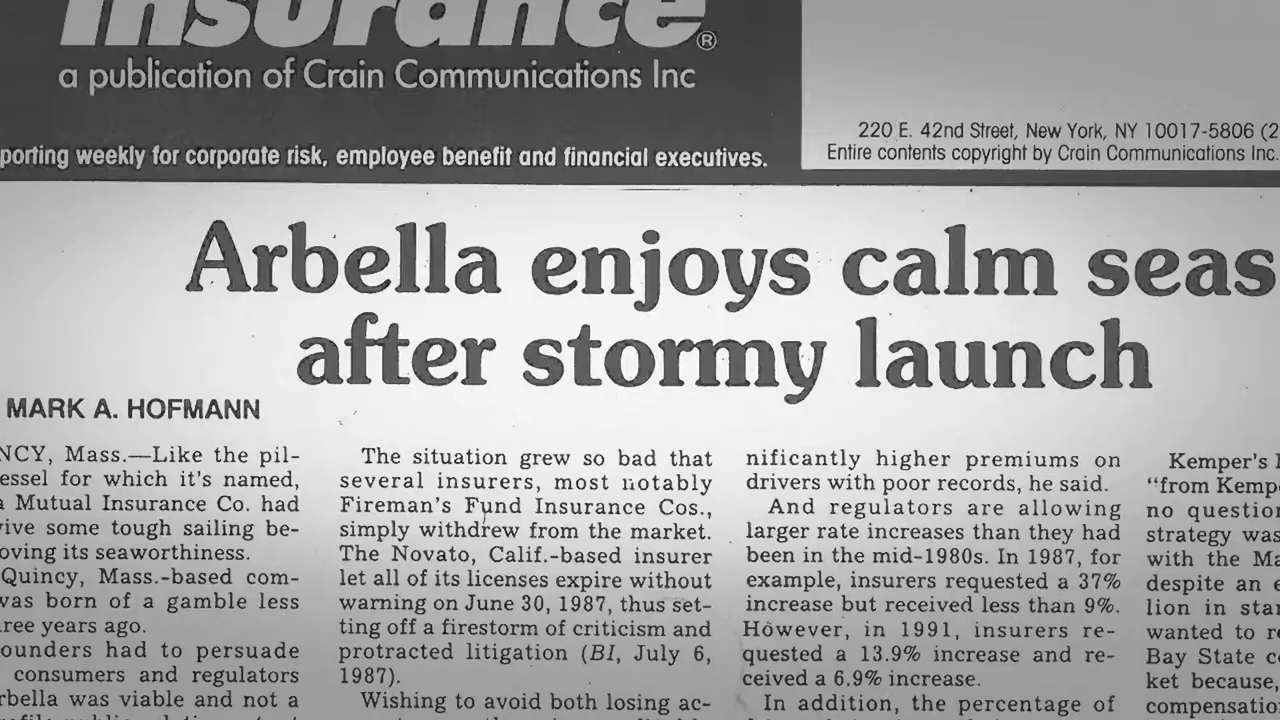 Insurance®
a publication of Crain Communications Inc
porting weekly for corporate risk, employee benefit and financial executives.
220 E. 42nd Street, New York, NY 10017-5806 (2
Entire contents copyright by Crain Communications Inc.
Arbella enjoys calm seas
after stormy launch
MARK A. HOFMANN
NCY, Mass.—Like the pil-
essel for which it's named,
a Mutual Insurance Co. had
vive some tough sailing be-
oving its seaworthiness.
Quincy, Mass.-based com-
was born of a gamble less
ree years ago.
ounders had to persuade
consumers and regulators
rbella was viable and not a
The situation grew so bad that
several insurers, most notably
Fireman's Fund Insurance Cos.,
simply withdrew from the market.
The Novato, Calif.-based insurer
let all of its licenses expire without
warning on June 30, 1987, thus set-
ting off a firestorm of criticism and
protracted litigation (BI, July 6,
1987).
Wishing to avoid both losing ac-
nificantly higher premiums on
drivers with poor records, he said.
And regulators are allowing
larger rate increases than they had
been in the mid-1980s. In 1987, for
example, insurers requested a 37%
increase but received less than 9%.
However, in 1991, insurers re-
quested a 13.9% increase and re-
ceived a 6.9% increase.
In addition, the percentage of
Kemper's
"from Kempe
no question
strategy was
with the Ma
despite an e
lion in star
wanted to re
Bay State co
ket because,
compensatio